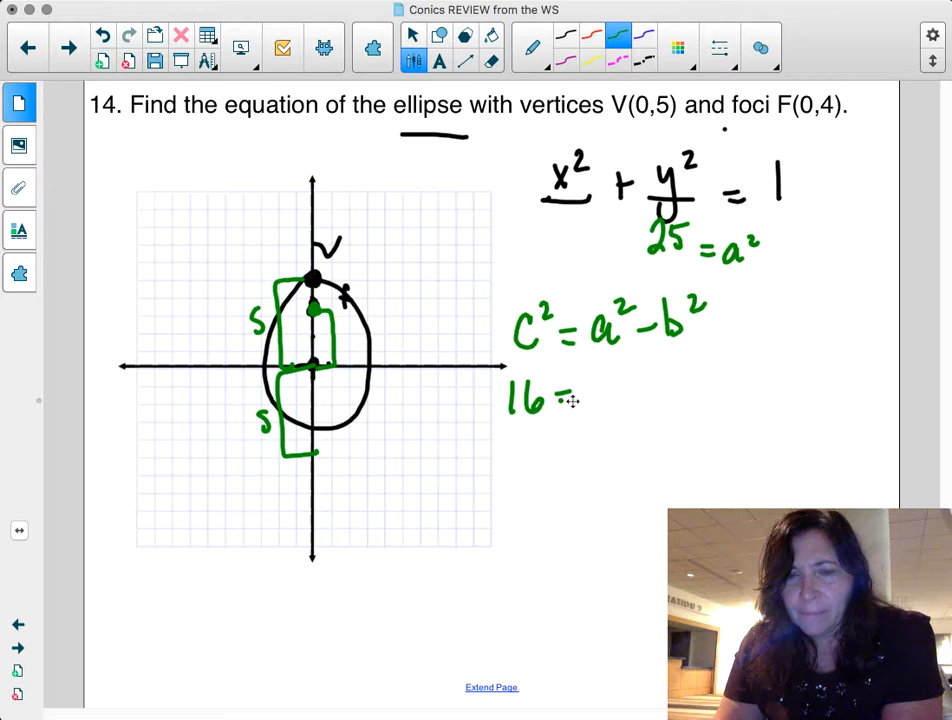 Conics REVIEW from the WS
14. Find the equation of the ellipse with vertices V(0,5) and foci F(0,4).
x² + y² = 1
25 = a²
V
5
5
c² = a² - b²
16 =
Extend Page